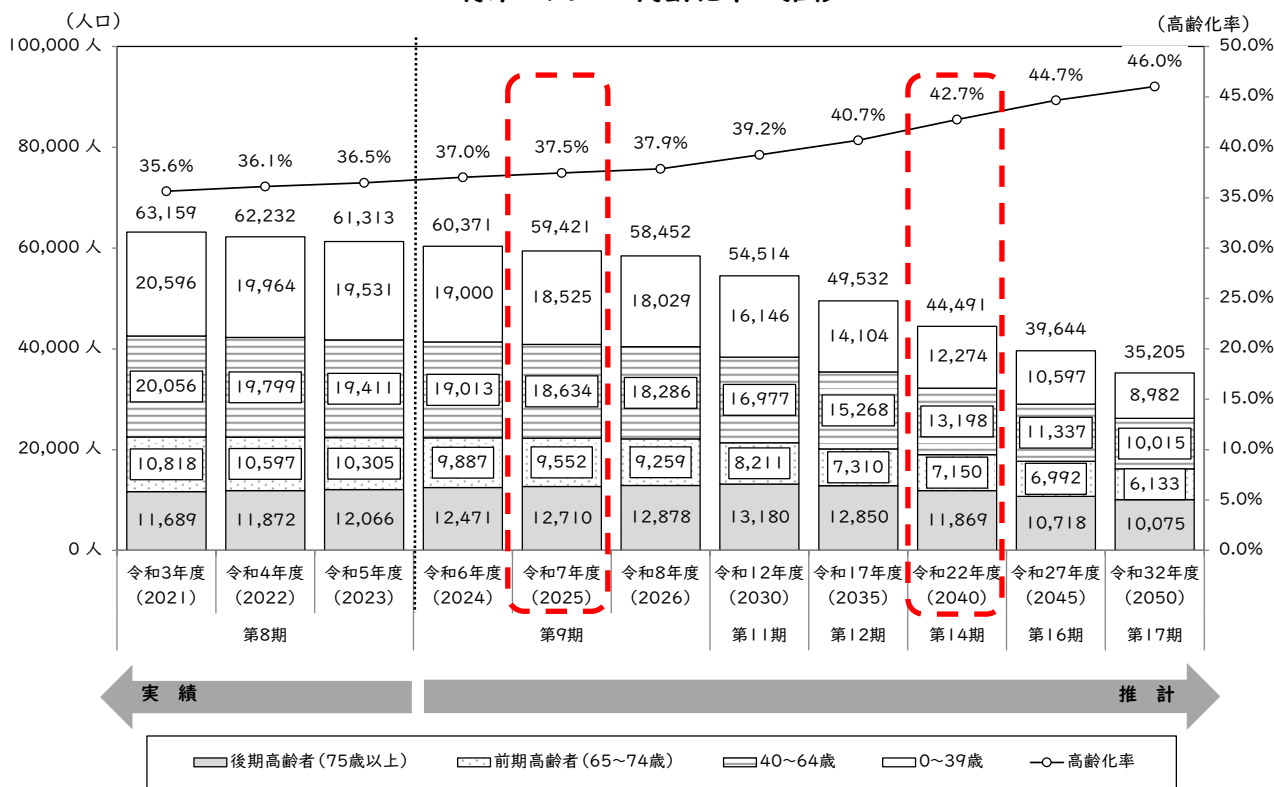 (人口)
(高齢化率)
100,000 人
80,000 人
60,000 人
40,000 人
20,000 人
0 人
50.0%
45.0%
40.0%
35.0%
30.0%
25.0%
20.0%
15.0%
10.0%
5.0%
0.0%
35.6% 36.1% 36.5% 37.0% 37.5% 37.9% 39.2% 40.7% 42.7% 44.7% 46.0%
63,159 62,232 61,313 60,371 59,421 58,452 54,514 49,532 44,491 39,644 35,205
20,596 19,964 19,531 19,000 18,525 18,029 16,146 14,104 12,274 10,597 8,982
20,056 19,799 19,411 19,013 18,634 18,286 16,977 15,268 13,198 11,337 10,015
10,818 10,597 10,305 9,887 9,552 9,259 8,211 7,310 7,150 6,992 6,133
11,689 11,872 12,066 12,471 12,710 12,878 13,180 12,850 11,869 10,718 10,075
令和3年度 令和4年度 令和5年度 令和6年度 令和7年度 令和8年度 令和12年度 令和17年度 令和22年度 令和27年度 令和32年度
(2021) (2022) (2023) (2024) (2025) (2026) (2030) (2035) (2040) (2045) (2050)
第8期 第9期 第11期 第12期 第14期 第16期 第17期
実 績 推 計
後期高齢者(75歳以上) 前期高齢者(65~74歳) 40~64歳 0~39歳 高齢化率